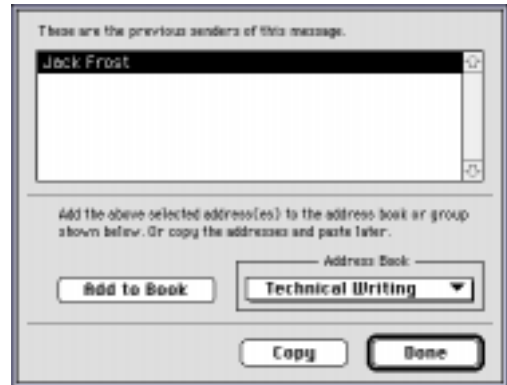 These are the previous senders of this message.
Jack Frost
Add the above selected address(es) to the address book or group
shown below. Or copy the addresses and paste later.
Address Book
Add to Book
Technical Writing
Copy
Done